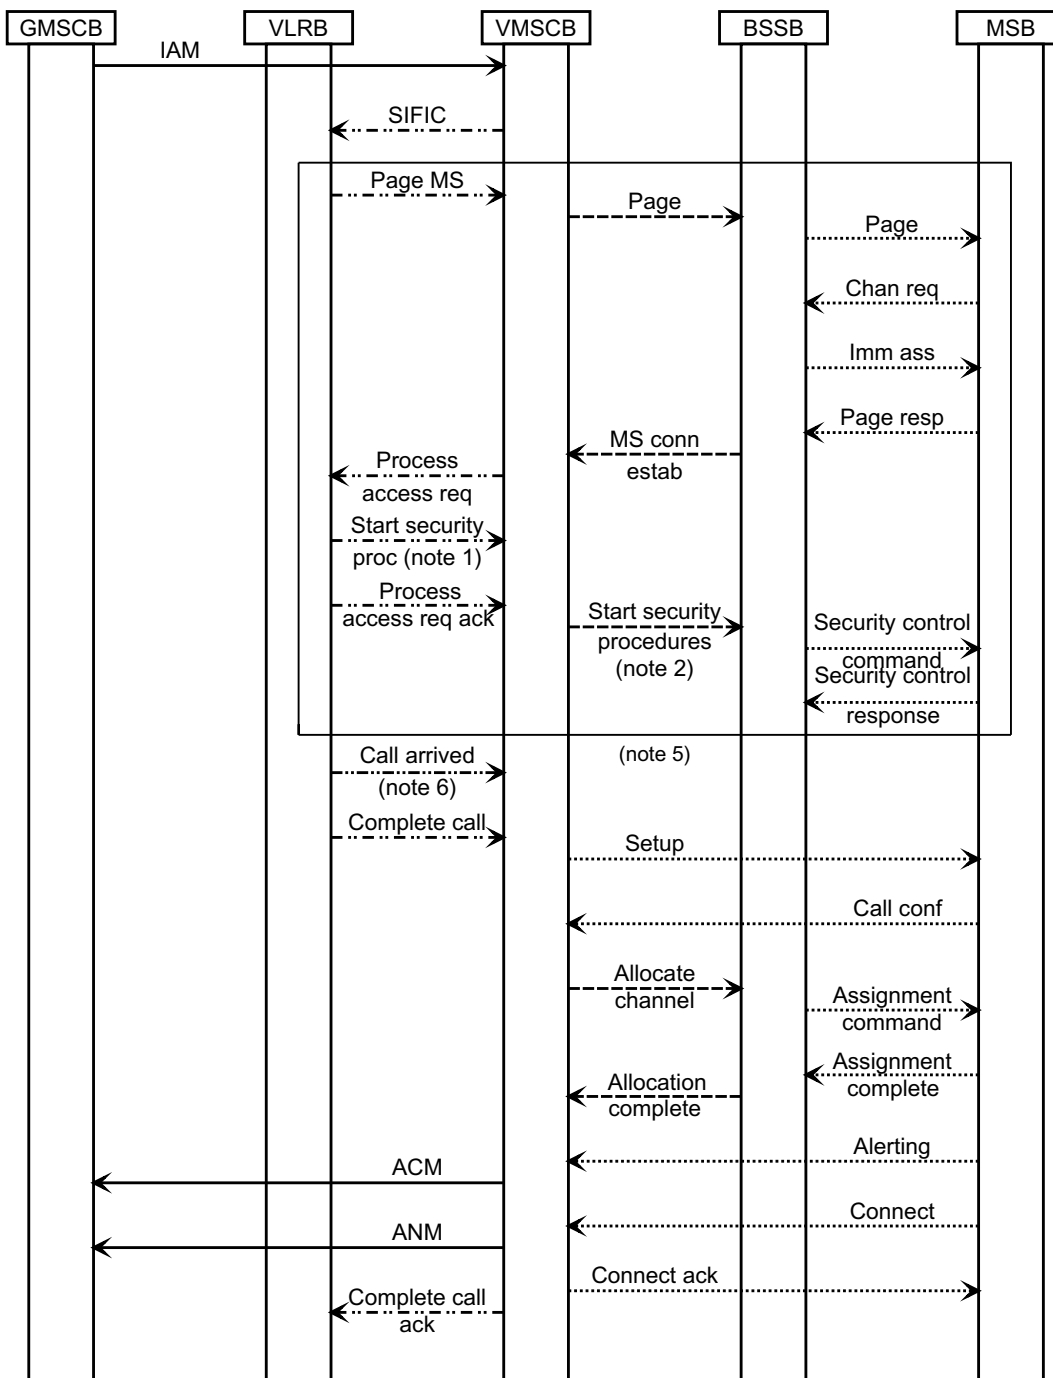 GMSCB VLRB VMSCB BSSB MSB
IAM
SIFIC
Page MS
Page
Page
Chan req
Imm ass
Page resp
MS conn
estab
Process
access req
Start security
proc (note 1)
Process
access req ack
Start security
procedures
(note 2)
Security control
command
Security control
response
(note 5)
Call arrived
(note 6)
Complete call
Setup
Call conf
Allocate
channel
Assignment
command
Assignment
complete
Allocation
complete
Alerting
ACM
Connect
ANM
Connect ack
Complete call
ack